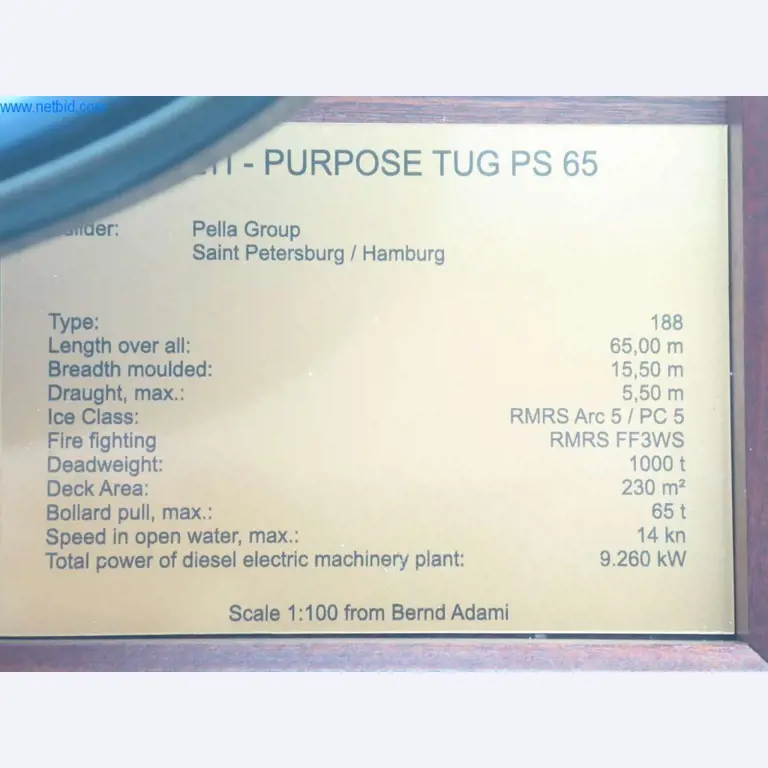 www.netbid.com
- PURPOSE TUG PS 65
Pella Group
Saint Petersburg / Hamburg
Type: 188
Length over all: 65,00 m
Breadth moulded: 15,50 m
Draught, max.: 5,50 m
Ice Class: RMRS Arc 5 / PC 5
Fire fighting RMRS FF3WS
Deadweight: 1000 t
Deck Area: 230 m²
Bollard pull, max.: 65 t
Speed in open water, max.: 14 kn
Total power of diesel electric machinery plant: 9.260 kW
Scale 1:100 from Bernd Adami